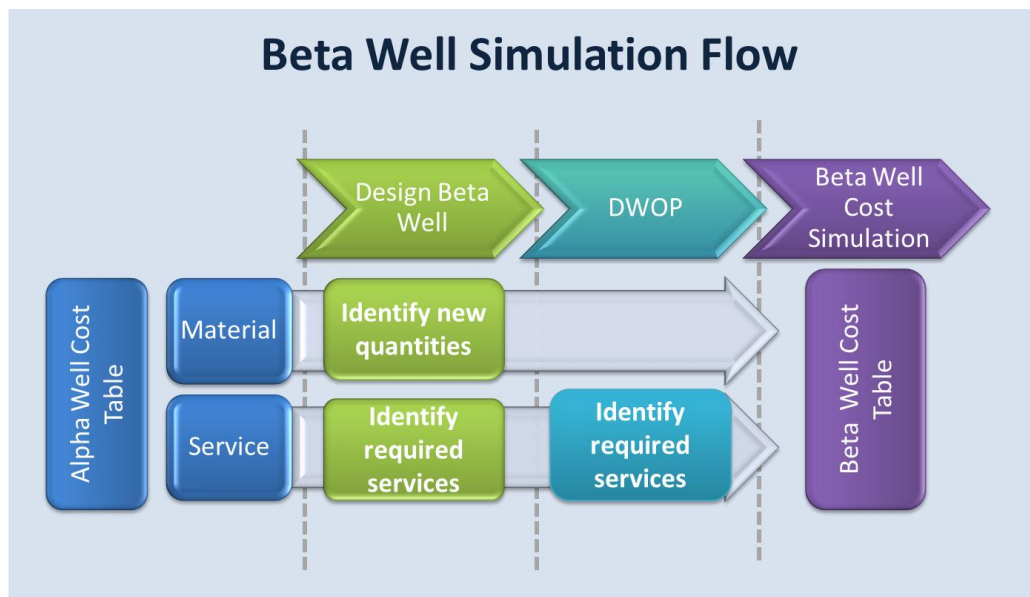 Beta Well Simulation Flow
Design Beta
Well
DWOP
Beta Well
Cost
Simulation
Alpha Well Cost
Table
Material
Identify new
quantities
Service
Identify
required
services
Identify
required
services
Beta Well Cost
Table